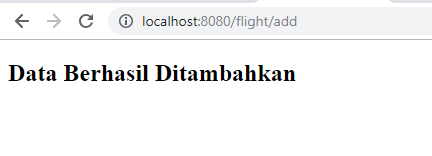 localhost:8080/flight/add
Data Berhasil Ditambahkan